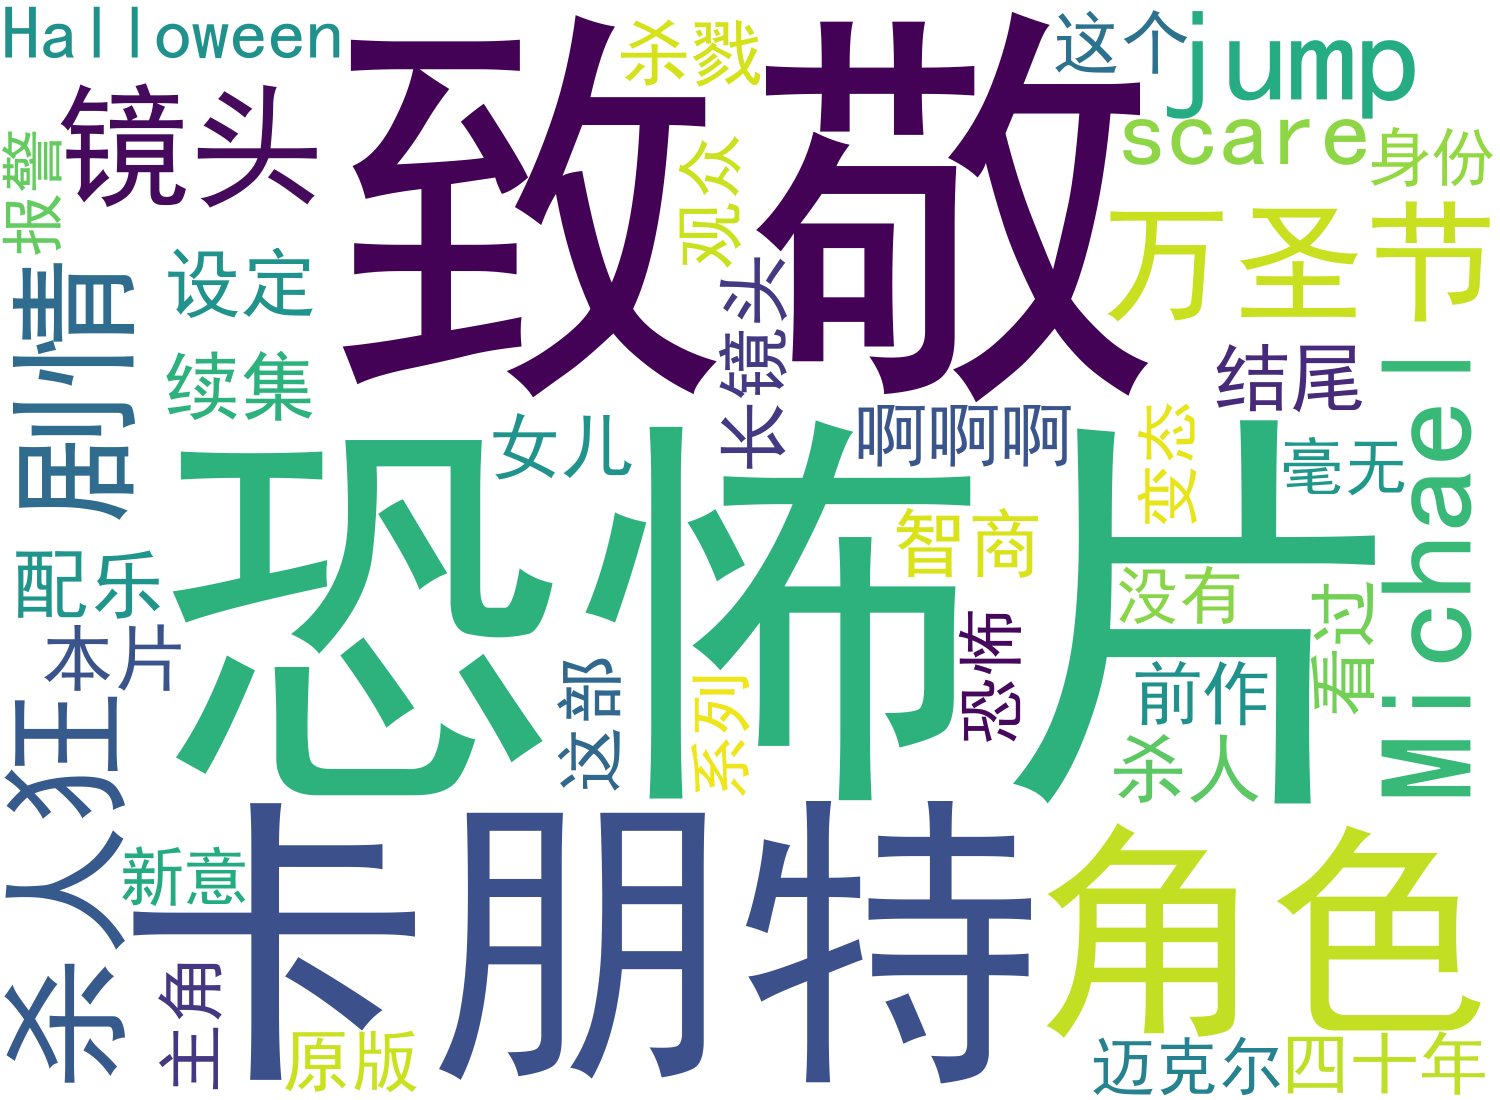 Halloween
致敬
杀戮
这个
jump
镜头
scare
身份
报警
观众
万圣节
设定
长镜头
剧情
续集
结尾
Michael
女儿
啊啊啊
变态
毫无
恐怖片
智商
配乐
没有
看过
本片
恐怖
这部
系列
前作
杀人
杀人狂
卡朋特
角色
新意
主角
原版
迈克尔
四十年